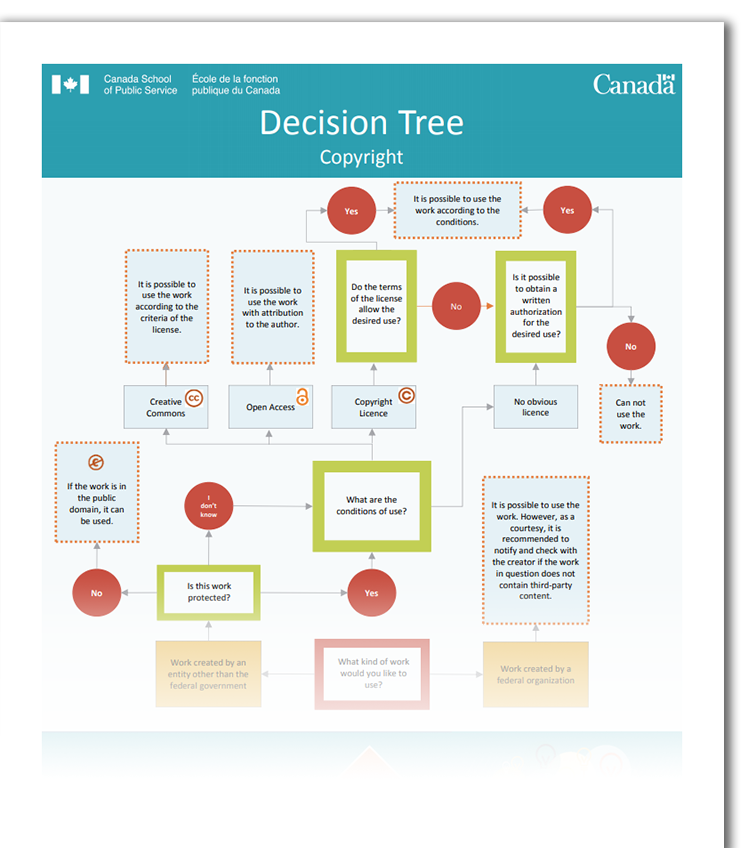 Canada School
of Public Service
École de la fonction
publique du Canada
Canada
Decision Tree
Copyright
Yes
It is possible to use the
work according to the
conditions.
Yes
It is possible to
use the work
according to the
criteria of the
license.
It is possible to
use the work
with attribution
to the author.
Do the terms
of the license
allow the
desired use?
No
Is it possible
to obtain a
written
authorization
for the
desired use?
No
Creative
Commons
cc
Open Access
Copyright
Licence
C
No obvious
licence
Can not
use the
work.
If the work is in
the public
domain, it can
be used.
I
don't
know
What are the
conditions of use?
It is possible to use the
work. However, as a
courtesy, it is
recommended to
notify and check with
the creator if the work
in question does not
contain third-party
content.
No
Is this work
protected?
Yes
Work created by an
entity other than the
federal government
What kind of work
would you like to
use?
Work created by a
federal organization